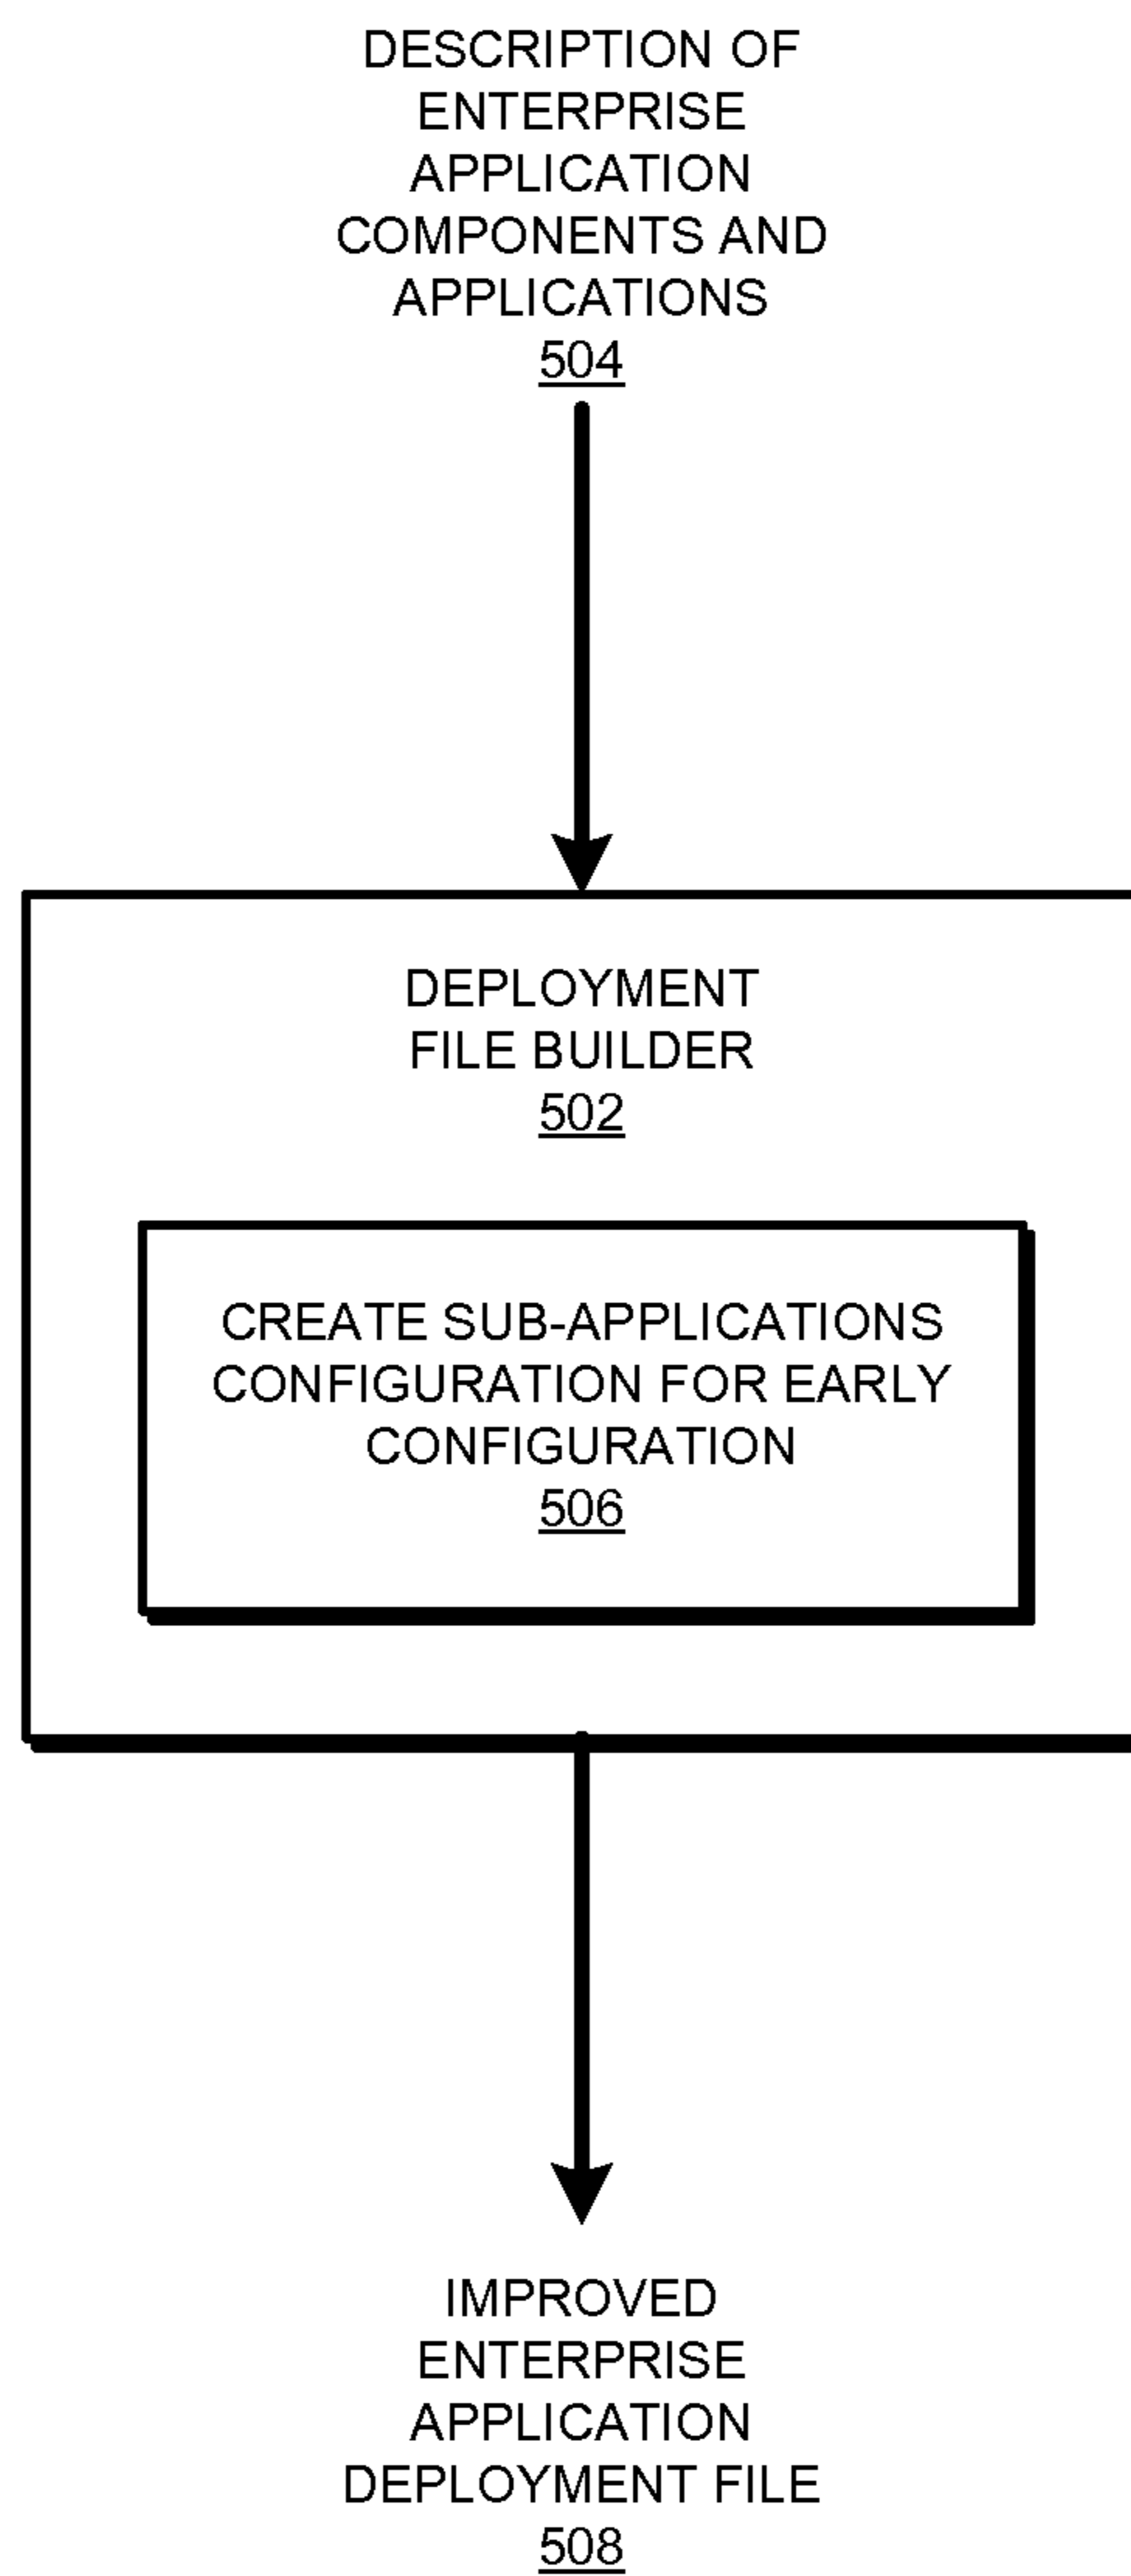 DESCRIPTION OF
ENTERPRISE
APPLICATION
COMPONENTS AND
APPLICATIONS
504
DEPLOYMENT
FILE BUILDER
502
CREATE SUB-APPLICATIONS
CONFIGURATION FOR EARLY
CONFIGURATION
506
IMPROVED
ENTERPRISE
APPLICATION
DEPLOYMENT FILE
508